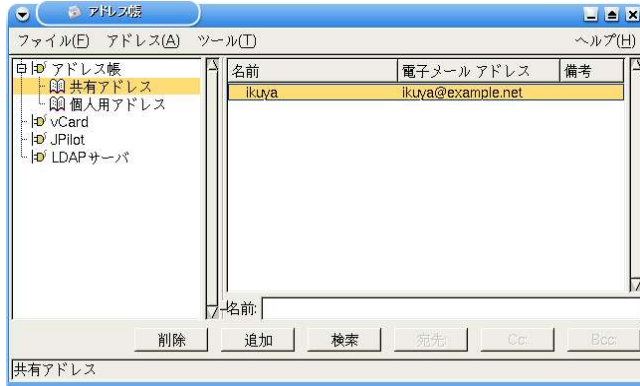 アドレス帳
ファイル(F) アドレス(A) ツール(T) ヘルプ(H)
アドレス帳
共有アドレス
個人用アドレス
vCard
JPilot
LDAPサーバ
名前 電子メール アドレス 備考
ikuya ikuya@example.net
名前:
削除 追加 検索 宛先: Cc: Bcc:
共有アドレス